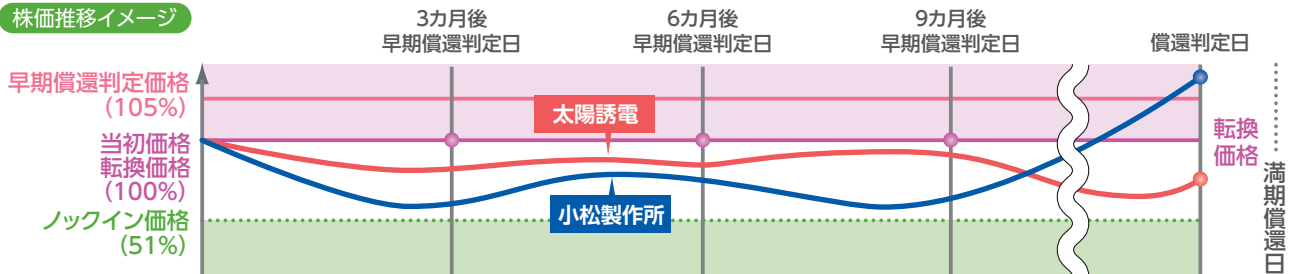 株価推移イメージ
3カ月後
早期償還判定日
6カ月後
早期償還判定日
9カ月後
早期償還判定日
償還判定日
早期償還判定価格
(105%)
当初価格
転換価格
(100%)
ノックイン価格
(51%)
太陽誘電
小松製作所
転換
価格
満期償還日